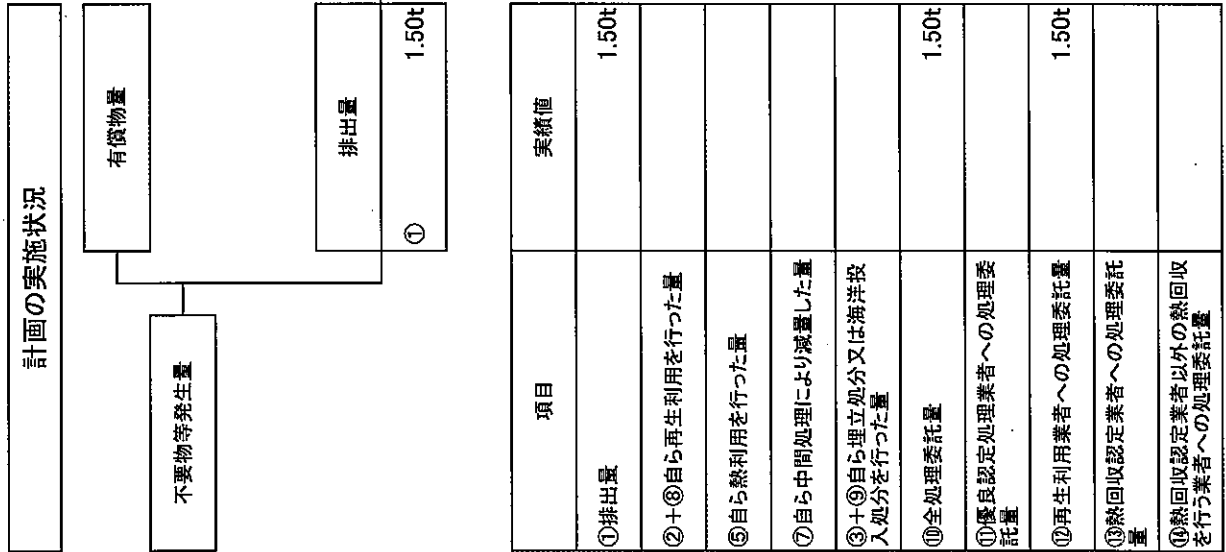 計画の実施状況
不要物等発生量
有償物量
排出量
① 1.50t
項目 実績値
①排出量 1.50t
②+⑧自ら再生利用を行った量
⑤自ら熱利用を行った量
⑦自ら中間処理により減量した量
③+⑨自ら埋立処分又は海洋投
入処分を行った量
⑩全処理委託量 1.50t
⑪優良認定処理業者への処理委
託量
⑫再生利用業者への処理委託量 1.50t
⑬熱回収認定業者への処理委託
量
⑭熱回収認定業者以外の熱回収
を行う業者への処理委託量